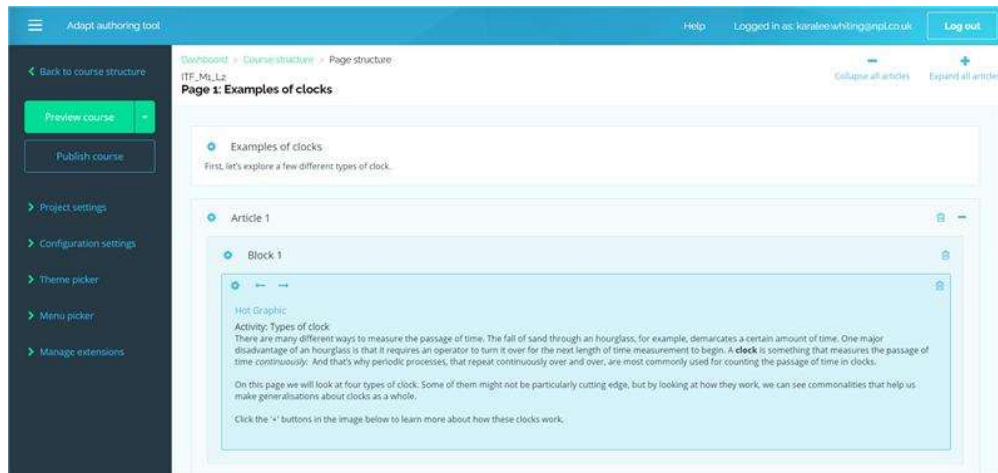 Adapt authoring tool
Help
Logged in as: karalee.whiting@npl.co.uk
Log out
Back to course structure
Preview course
Publish course
Project settings
Configuration settings
Theme picker
Menu picker
Manage extensions
Dashboard > Course structure > Page structure
ITF_M1_L2
Page 1: Examples of clocks
Collapse all articles
Expand all articles
Examples of clocks
First, let's explore a few different types of clock.
Article 1
Block 1
Hot Graphic
Activity: Types of clock
There are many different ways to measure the passage of time. The fall of sand through an hourglass, for example, demarcates a certain amount of time. One major
disadvantage of an hourglass is that it requires an operator to turn it over for the next length of time measurement to begin. A clock is something that measures the passage of
time continuously. And that's why periodic processes, that repeat continuously over and over, are most commonly used for counting the passage of time in clocks.
On this page we will look at four types of clock. Some of them might not be particularly cutting edge, but by looking at how they work, we can see commonalities that help us
make generalisations about clocks as a whole.
Click the '+' buttons in the image below to learn more about how these clocks work.